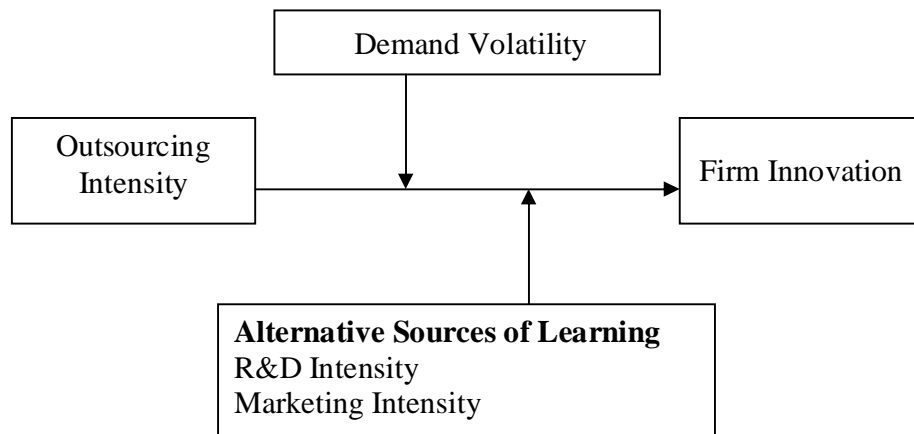 Demand Volatility
Outsourcing
Intensity
Firm Innovation
Alternative Sources of Learning
R&D Intensity
Marketing Intensity